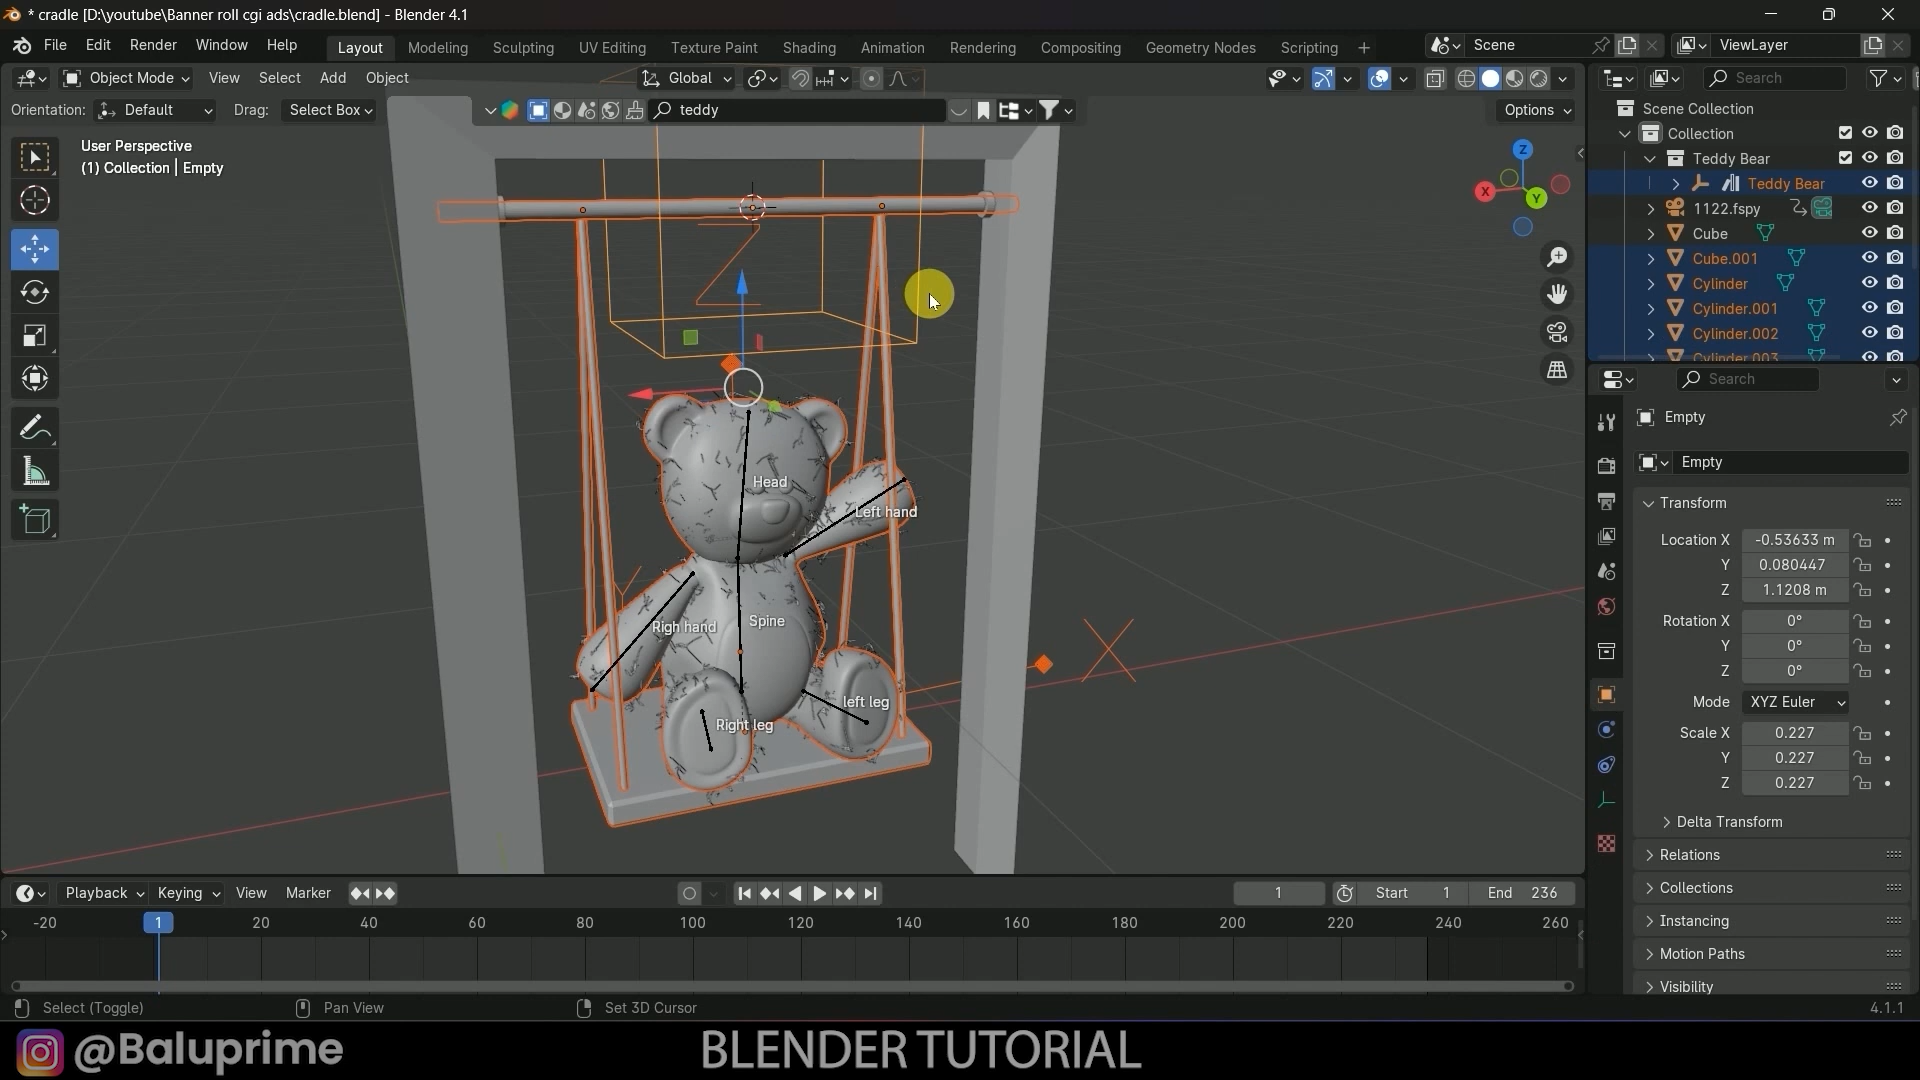 * cradle [D:\youtube\Banner roll cgi ads\cradle.blend] - Blender 4.1
File Edit Render Window Help Layout Modeling Sculpting UV Editing Texture Paint Shading Animation Rendering Compositing Geometry Nodes Scripting + Scene ViewLayer
Object Mode View Select Add Object Global Search
Orientation: Default Drag: Select Box teddy Options
Scene Collection
Collection
Teddy Bear
Teddy Bear
1122.fspy
Cube
Cube.001
Cylinder
Cylinder.001
Cylinder.002
Cylinder.003
User Perspective
(1) Collection | Empty
Z
X
Y
Head
Left hand
Righ hand
Spine
left leg
Right leg
Search
Empty
Empty
Transform
Location X -0.53633 m
Y 0.080447
Z 1.1208 m
Rotation X 0°
Y 0°
Z 0°
Mode XYZ Euler
Scale X 0.227
Y 0.227
Z 0.227
Delta Transform
Relations
Collections
Instancing
Motion Paths
Visibility
Playback Keying View Marker 1 Start 1 End 236
-20 1 20 40 60 80 100 120 140 160 180 200 220 240 260
Select (Toggle) Pan View Set 3D Cursor 4.1.1
@Baluprime BLENDER TUTORIAL